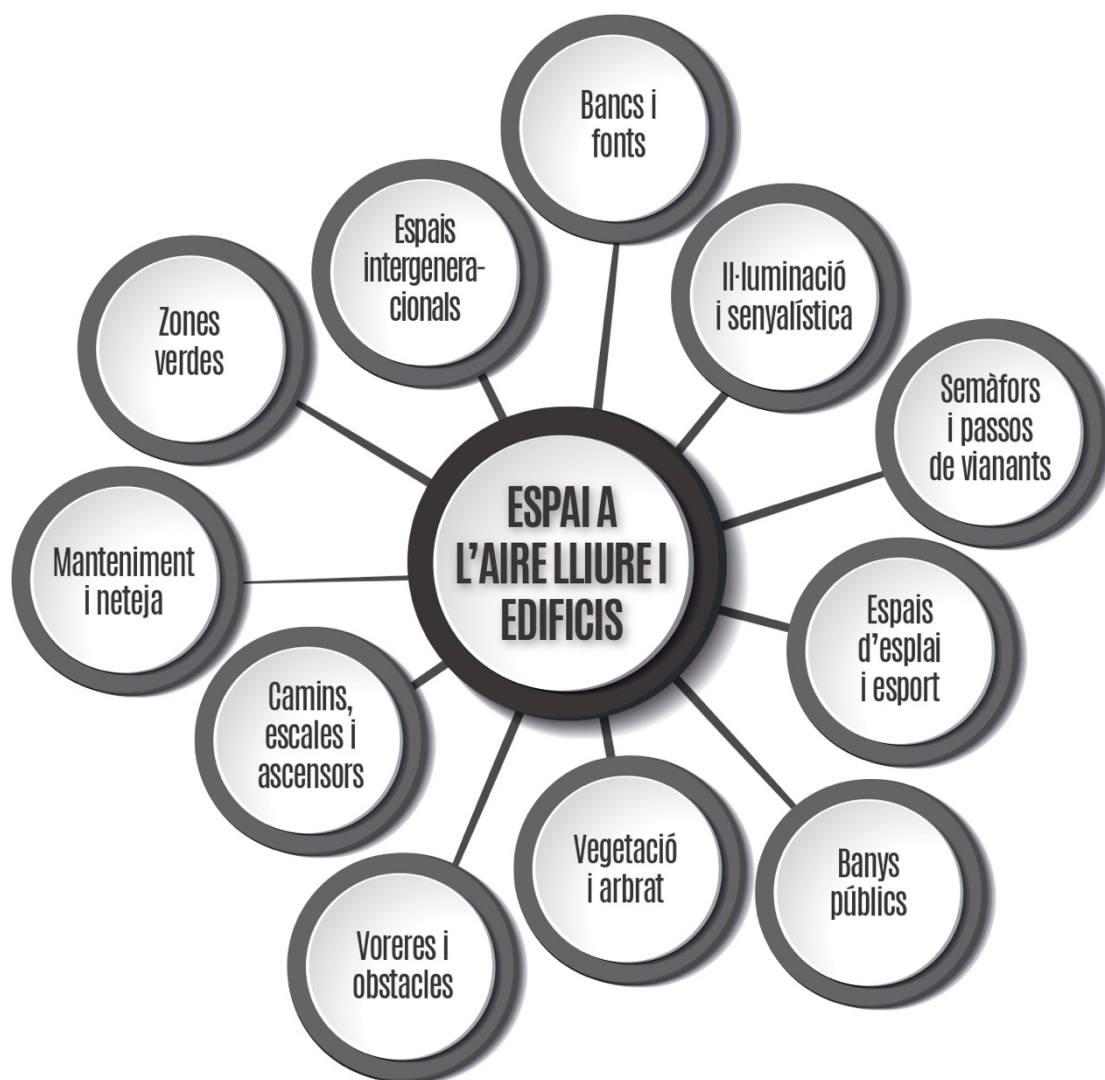 Bancs i
fonts
Espais
intergenera-
cionals
Il·luminació
i senyalística
Zones
verdes
Semàfors
i passos
de vianants
ESPAI A
L'AIRE LLIURE I
EDIFICIS
Manteniment
i neteja
Espais
d'esplai
i esport
Camins,
escales i
ascensors
Vegetació
i arbrat
Banys
públics
Voreres i
obstacles